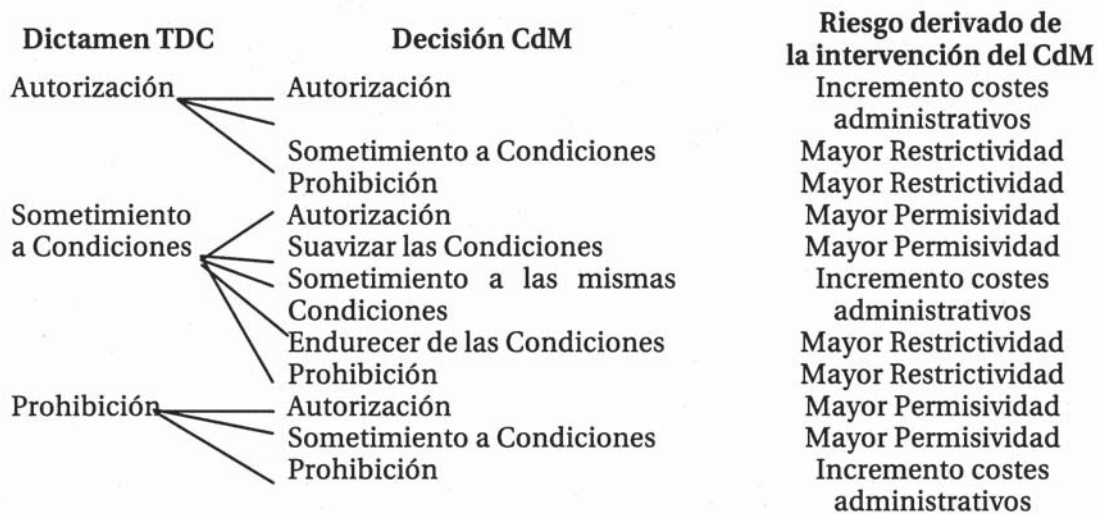 Dictamen TDC Decisión CdM Riesgo derivado de
la intervención del CdM
Autorización Autorización Incremento costes
administrativos
Sometimiento a Condiciones Mayor Restrictividad
Prohibición Mayor Restrictividad
Sometimiento Autorización Mayor Permisividad
a Condiciones Suavizar las Condiciones Mayor Permisividad
Sometimiento a las mismas Incremento costes
Condiciones administrativos
Endurecer de las Condiciones Mayor Restrictividad
Prohibición Mayor Restrictividad
Prohibición Autorización Mayor Permisividad
Sometimiento a Condiciones Mayor Permisividad
Prohibición Incremento costes
administrativos